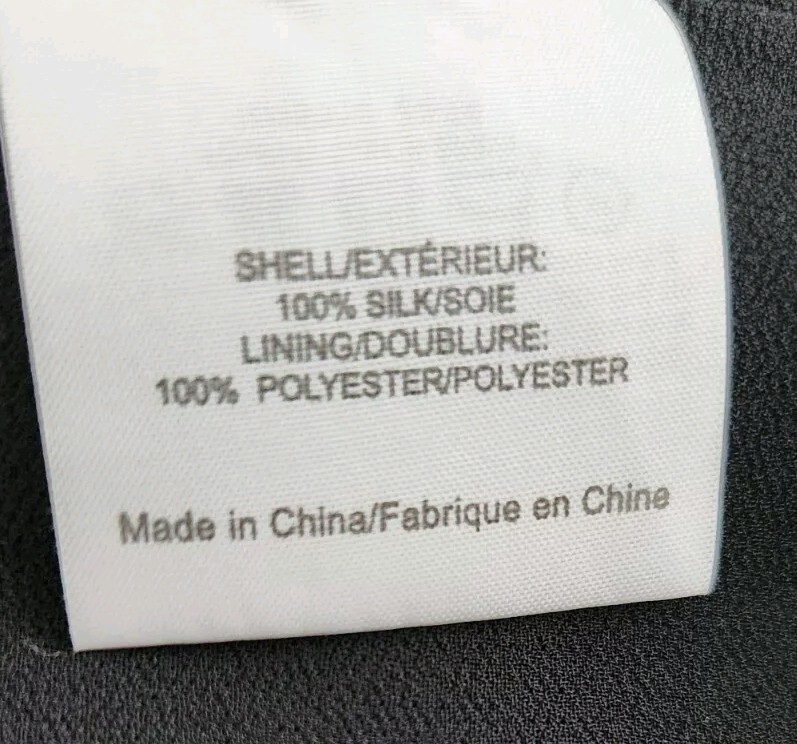 SHELL/EXTÉRIEUR:
100% SILK/SOIE
LINING/DOUBLURE:
100% POLYESTER/POLYESTER
Made in China/Fabrique en Chine